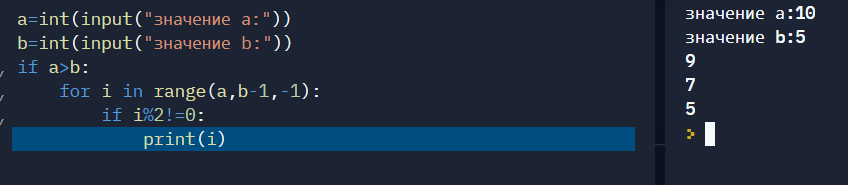 a=int(input("значение a:"))
b=int(input("значение b:"))
if a>b:
    for i in range(a,b-1,-1):
        if i%2!=0:
            print(i)
значение a:10
значение b:5
9
7
5
>